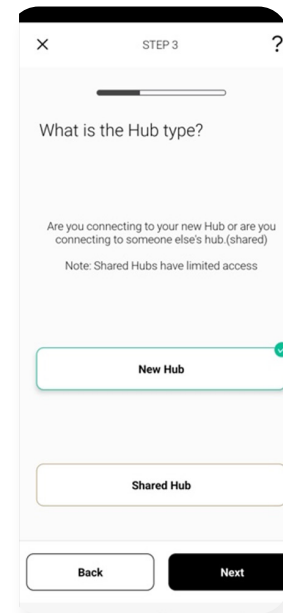 STEP 3
?
What is the Hub type?
Are you connecting to your new Hub or are you
connecting to someone else's hub.(shared)
Note: Shared Hubs have limited access
New Hub
Shared Hub
Back
Next